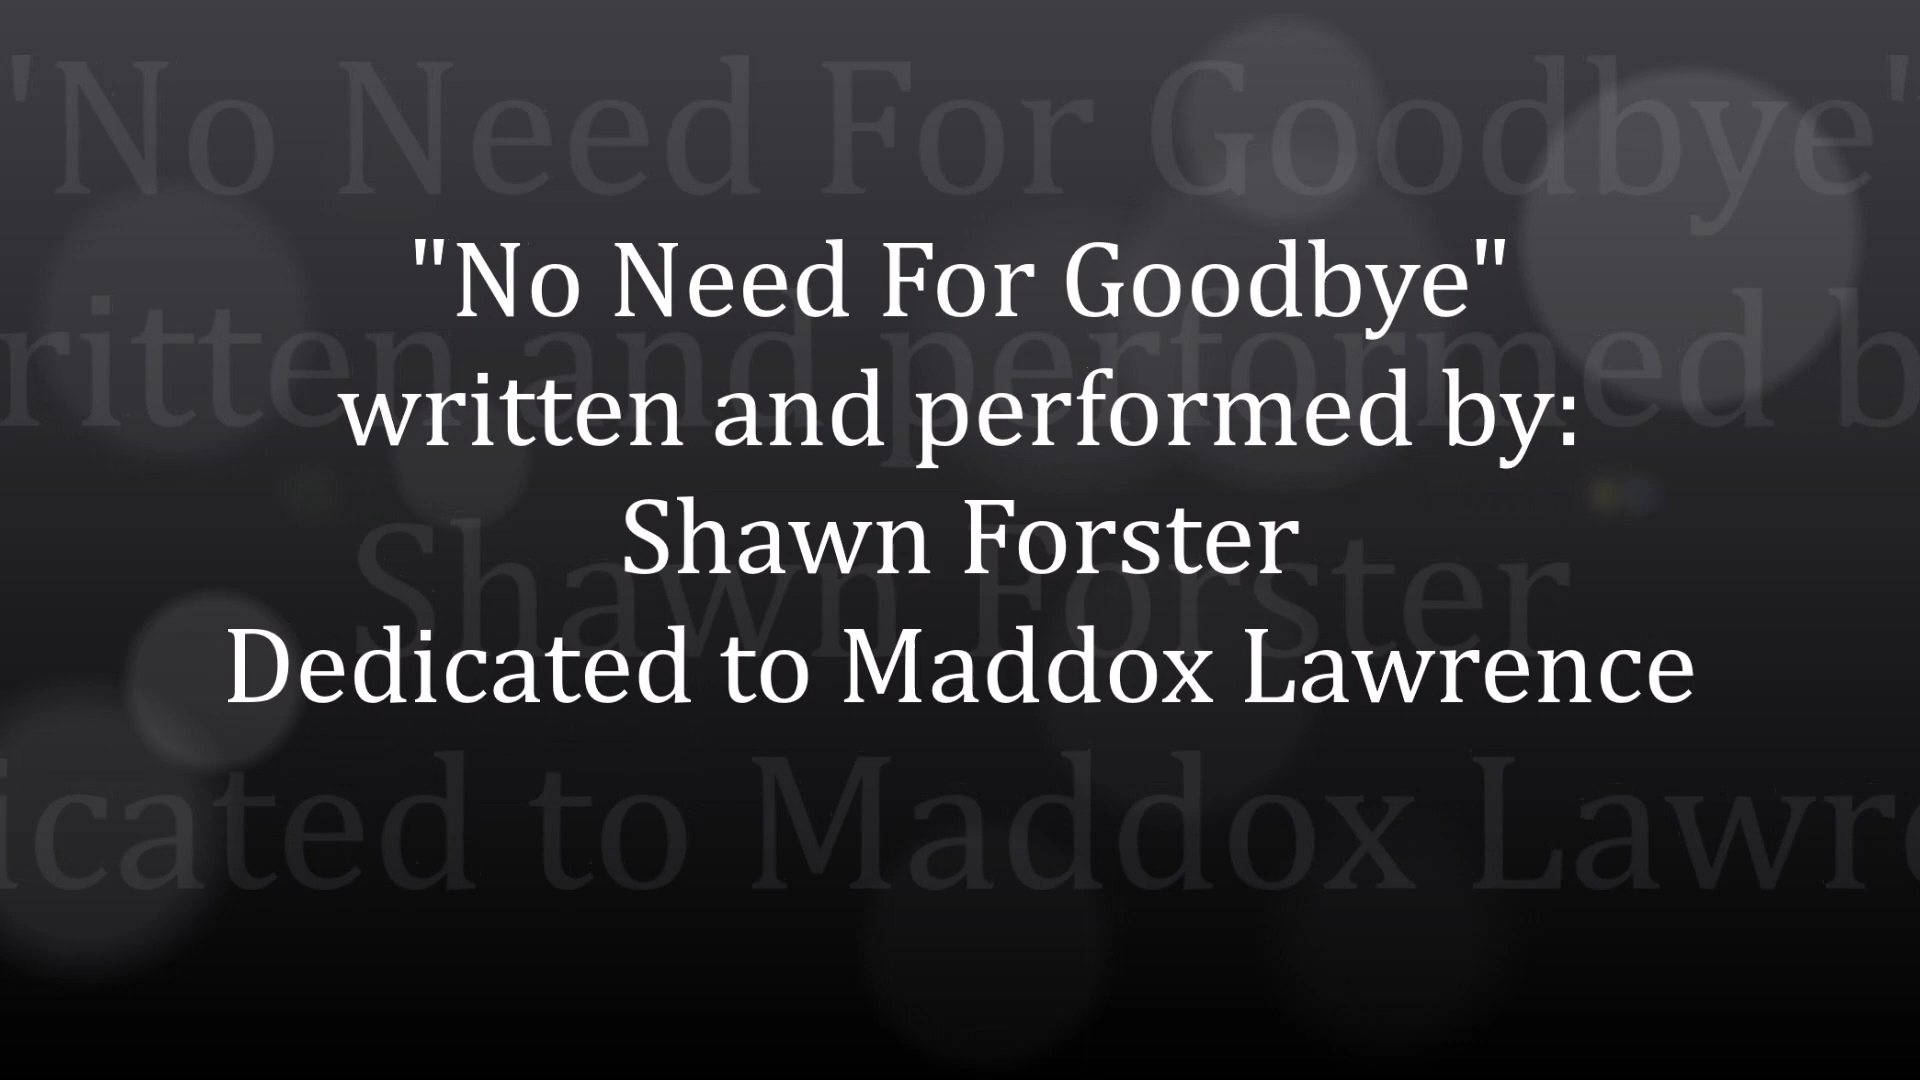 "No Need For Goodbye"
written and performed by:
Shawn Forster
Dedicated to Maddox Lawrence